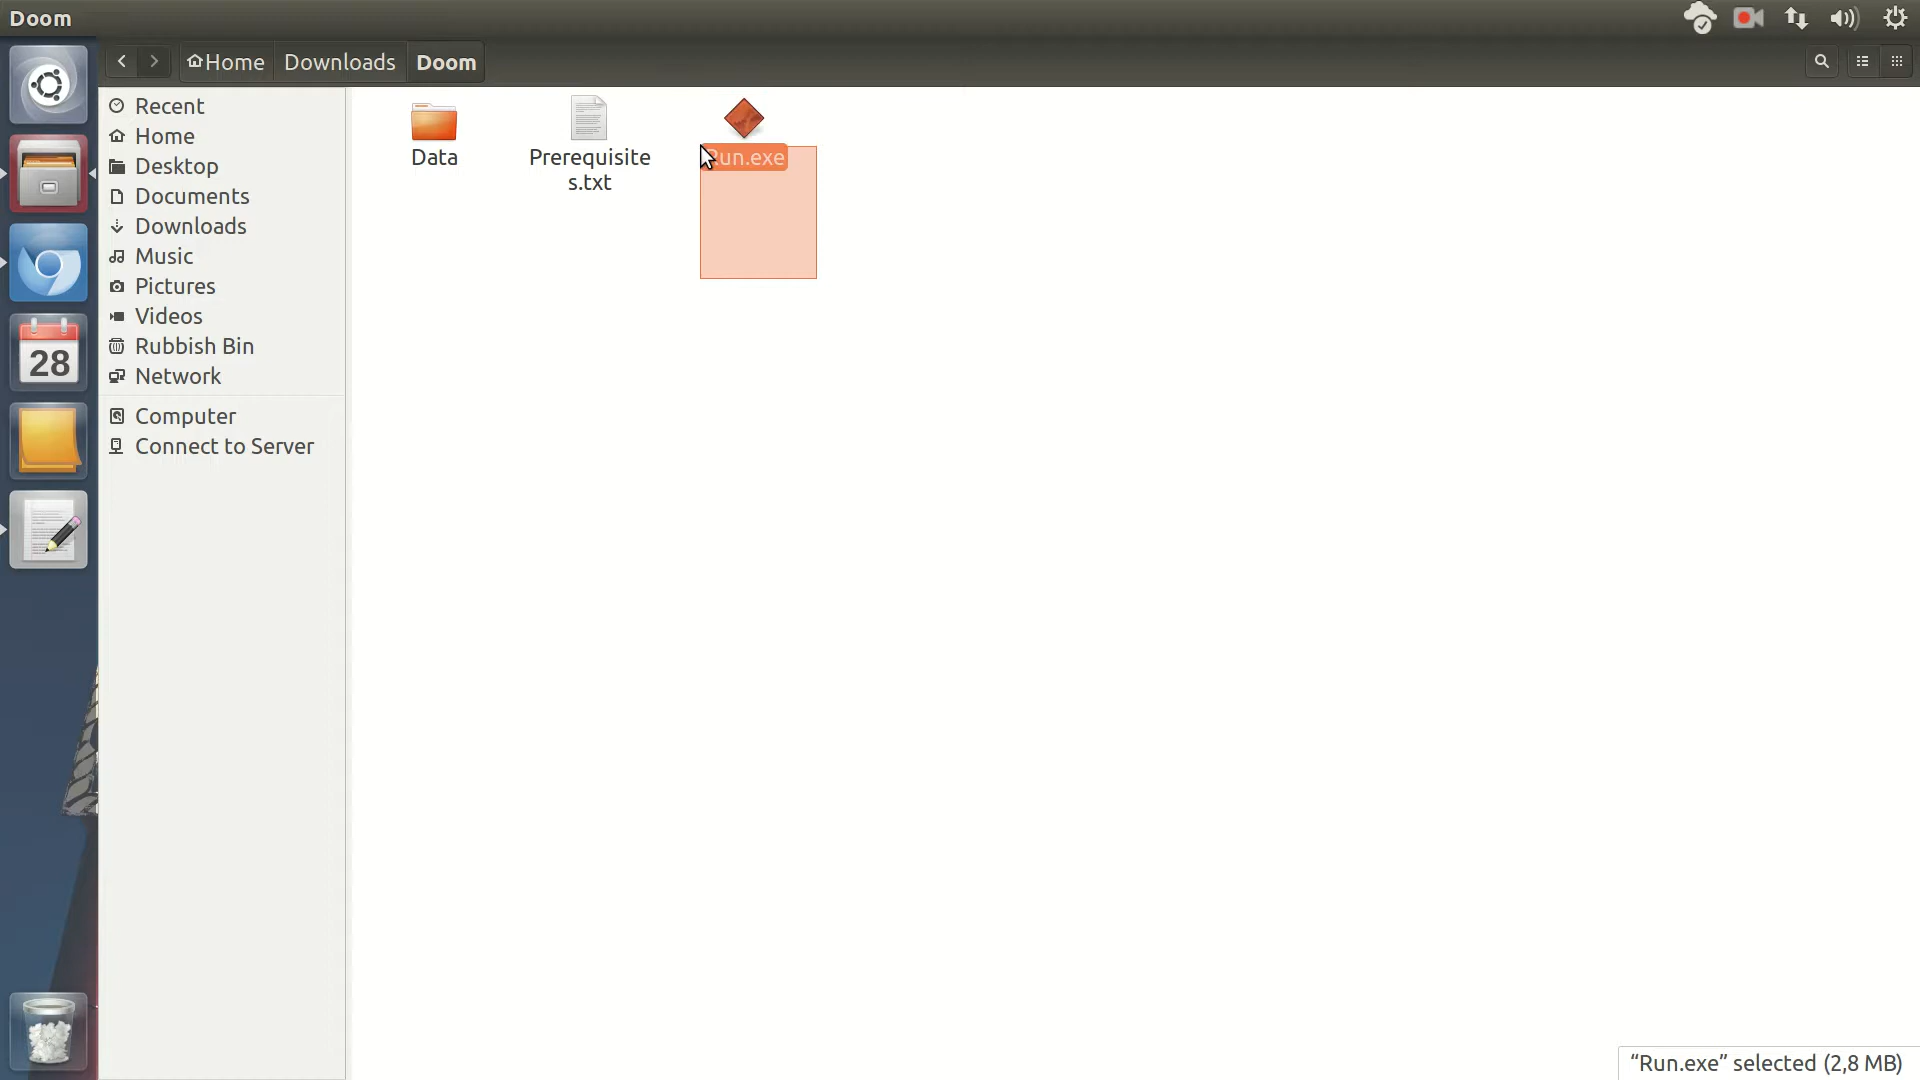 Doom
Home Downloads Doom
Recent
Home
Desktop
Documents
Downloads
Music
Pictures
Videos
Rubbish Bin
Network
Computer
Connect to Server
Data
Prerequisite
s.txt
Run.exe
28
“Run.exe” selected (2,8 MB)